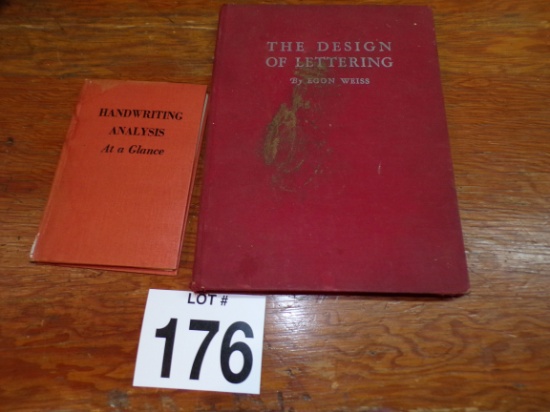 HANDWRITING
ANALYSIS
At a Glance
THE DESIGN
OF LETTERING
By EGON WEISS
LOT #
176